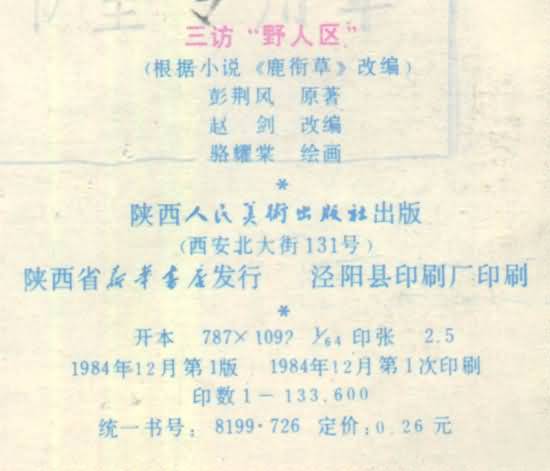 三访“野人区”
（根据小说《鹿衔草》改编）
彭荆风 原著
赵 剑 改编
骆耀棠 绘画
*
陕西人民美術出版社出版
（西安北大街131号）
陕西省新华书店发行 泾阳县印刷厂印刷
*
开本 787×1092 1/64 印张 2.5
1984年12月第1版 1984年12月第1次印刷
印数1－133,600
统一书号：8199·726 定价：0.26 元